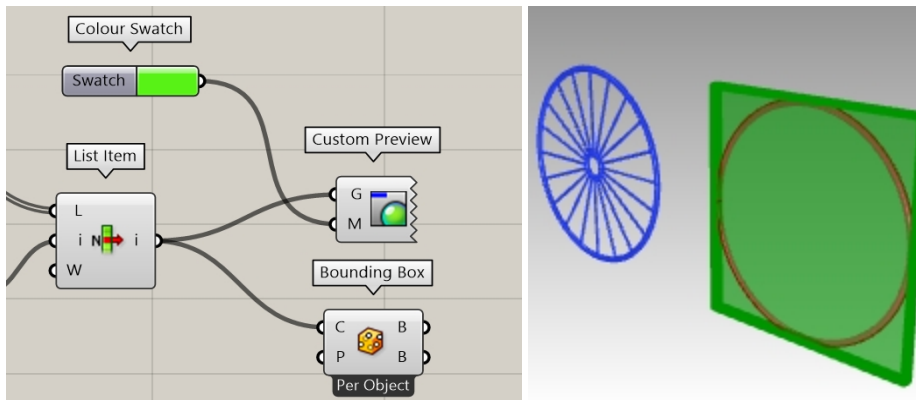 Colour Swatch
Swatch
Custom Preview
List Item
G
M
L
i
N
i
W
Bounding Box
C
B
P
B
Per Object